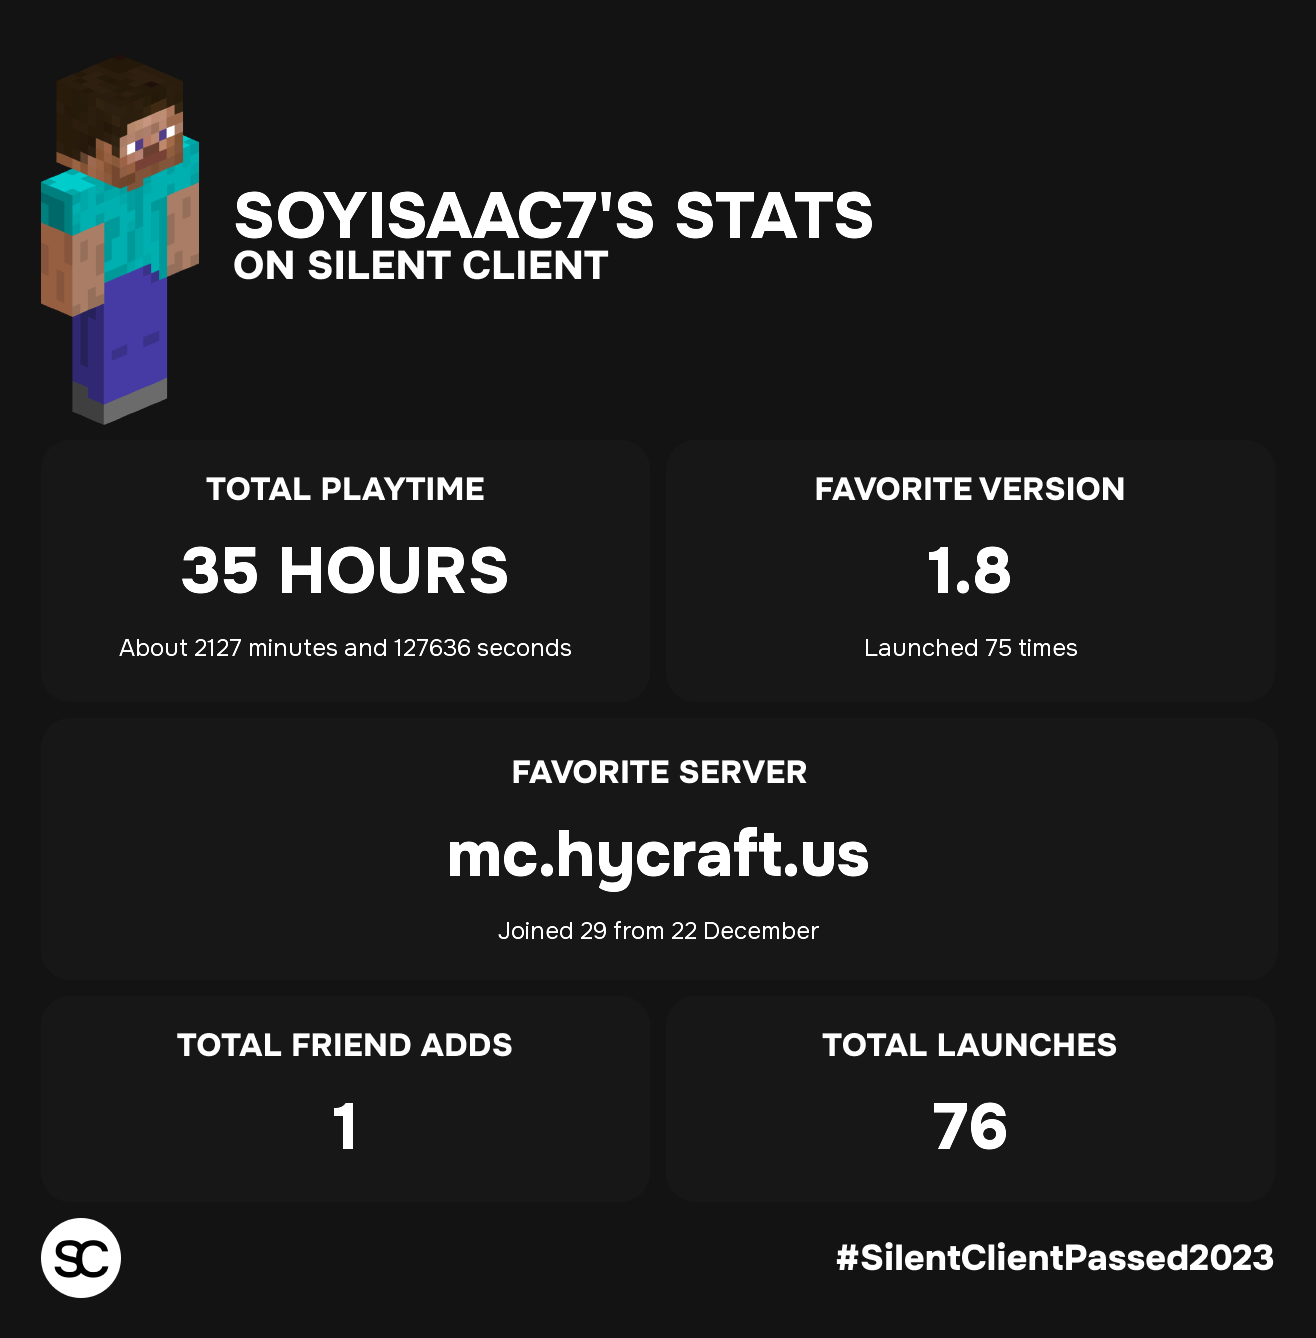 SOYISAAC7'S STATS
ON SILENT CLIENT
TOTAL PLAYTIME
35 HOURS
About 2127 minutes and 127636 seconds
FAVORITE VERSION
1.8
Launched 75 times
FAVORITE SERVER
mc.hycraft.us
Joined 29 from 22 December
TOTAL FRIEND ADDS
1
TOTAL LAUNCHES
76
SC
#SilentClientPassed2023